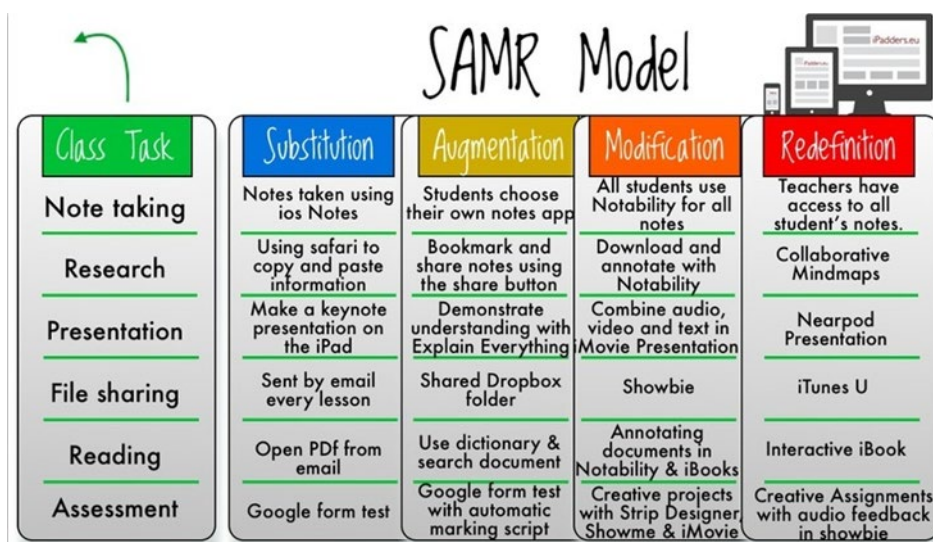 SAMR Model
iPadders.eu
iPadders.eu
Class Task
Substitution
Augmentation
Modification
Redefinition
Note taking
Notes taken using
ios Notes
Students choose
their own notes app
All students use
Notability for all
notes
Teachers have
access to all
student's notes.
Research
Using safari to
copy and paste
information
Bookmark and
share notes using
the share button
Download and
annotate with
Notability
Collaborative
Mindmaps
Presentation
Make a keynote
presentation on
the iPad
Demonstrate
understanding with
Explain Everything
Combine audio,
video and text in
iMovie Presentation
Nearpod
Presentation
File sharing
Sent by email
every lesson
Shared Dropbox
folder
Showbie
iTunes U
Reading
Open PDf from
email
Use dictionary &
search document
Annotating
documents in
Notability & iBooks
Interactive iBook
Assessment
Google form test
Google form test
with automatic
marking script
Creative projects
with Strip Designer,
Showme & iMovie
Creative Assignments
with audio feedback
in showbie